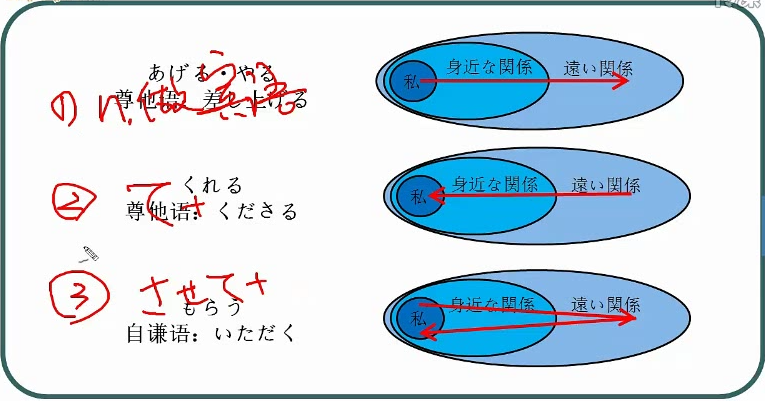 あげる・やる
① n.做宾语
尊他语：差し上げる
私 身近な関係 遠い関係
② て+
くれる
尊他语：くださる
私 身近な関係 遠い関係
③ させて+
もらう
自谦语：いただく
私 身近な関係 遠い関係